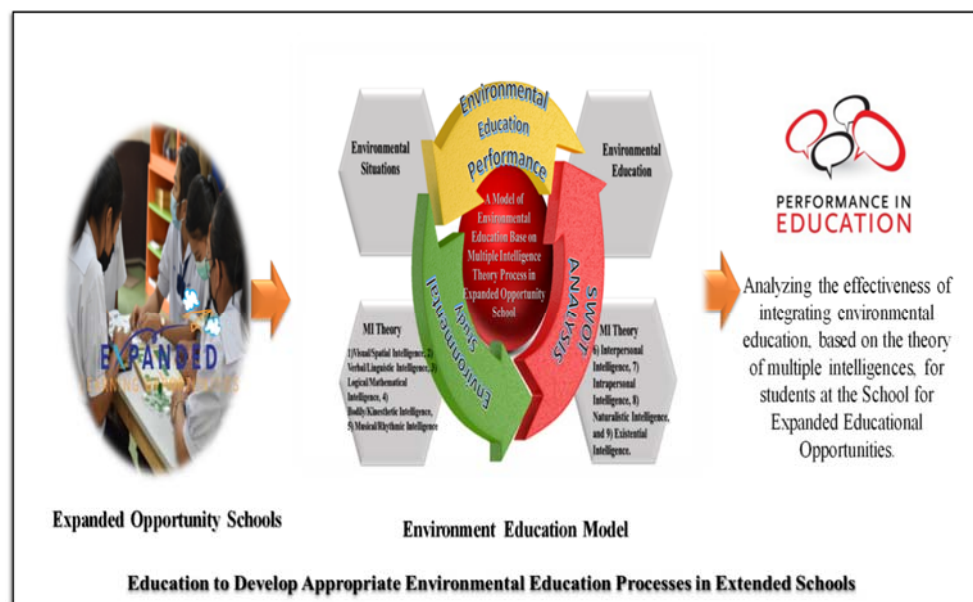 EXPANDED
Expanded Opportunity Schools
Environmental
Situations
Environmental
Education
Environmental
Education
Performance
SWOT
ANALYSIS
Environmental
Study
A Model of
Environmental
Education Base on
Multiple Intelligence
Theory Process in
Expanded Opportunity
School
MI Theory
1)Visual/Spatial Intelligence, 2)
Verbal/Linguistic Intelligence, 3)
Logical/Mathematical
Intelligence, 4)
Bodily/Kinesthetic Intelligence,
5) Musical/Rhythmic Intelligence
MI Theory
6) Interpersonal
Intelligence, 7)
Intrapersonal
Intelligence, 8)
Naturalistic Intelligence,
and 9) Existential
Intelligence.
Environment Education Model
PERFORMANCE IN
EDUCATION
Analyzing the effectiveness of
integrating environmental
education, based on the theory
of multiple intelligences, for
students at the School for
Expanded Educational
Opportunities.
Education to Develop Appropriate Environmental Education Processes in Extended Schools